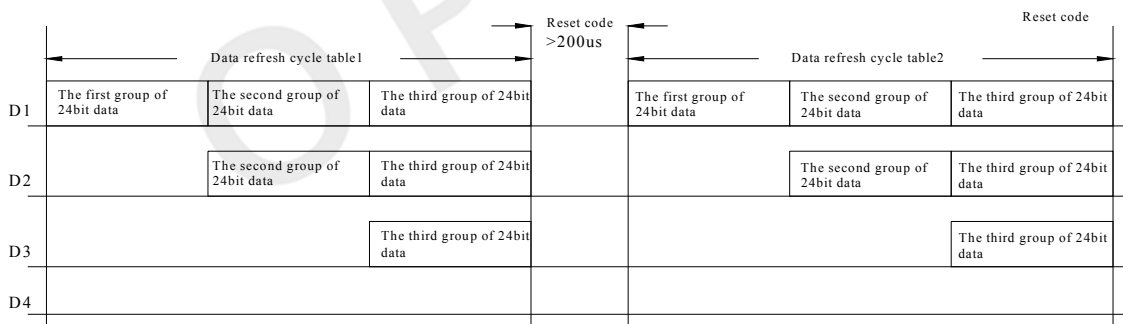 Reset code
>200us
Reset code
Data refresh cycle table1
Data refresh cycle table2
D1
The first group of
24bit data
The second group of
24bit data
The third group of 24bit
data
The first group of
24bit data
The second group of
24bit data
The third group of 24bit
data
D2
The second group of
24bit data
The third group of 24bit
data
The second group of
24bit data
The third group of 24bit
data
D3
The third group of 24bit
data
The third group of 24bit
data
D4